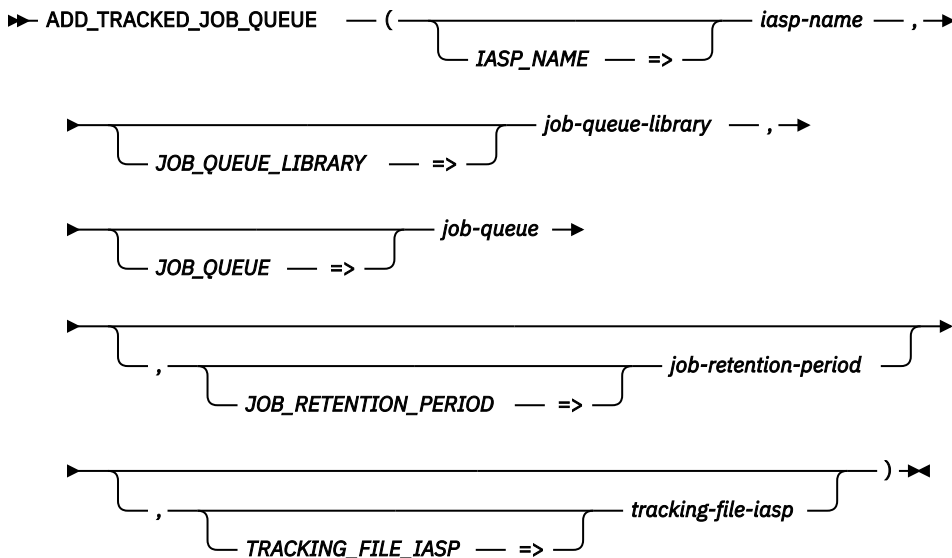 ADD_TRACKED_JOB_QUEUE ( iasp-name ,
IASP_NAME =>
job-queue-library ,
JOB_QUEUE_LIBRARY =>
job-queue
JOB_QUEUE =>
, job-retention-period
JOB_RETENTION_PERIOD =>
)
, tracking-file-iasp
TRACKING_FILE_IASP =>